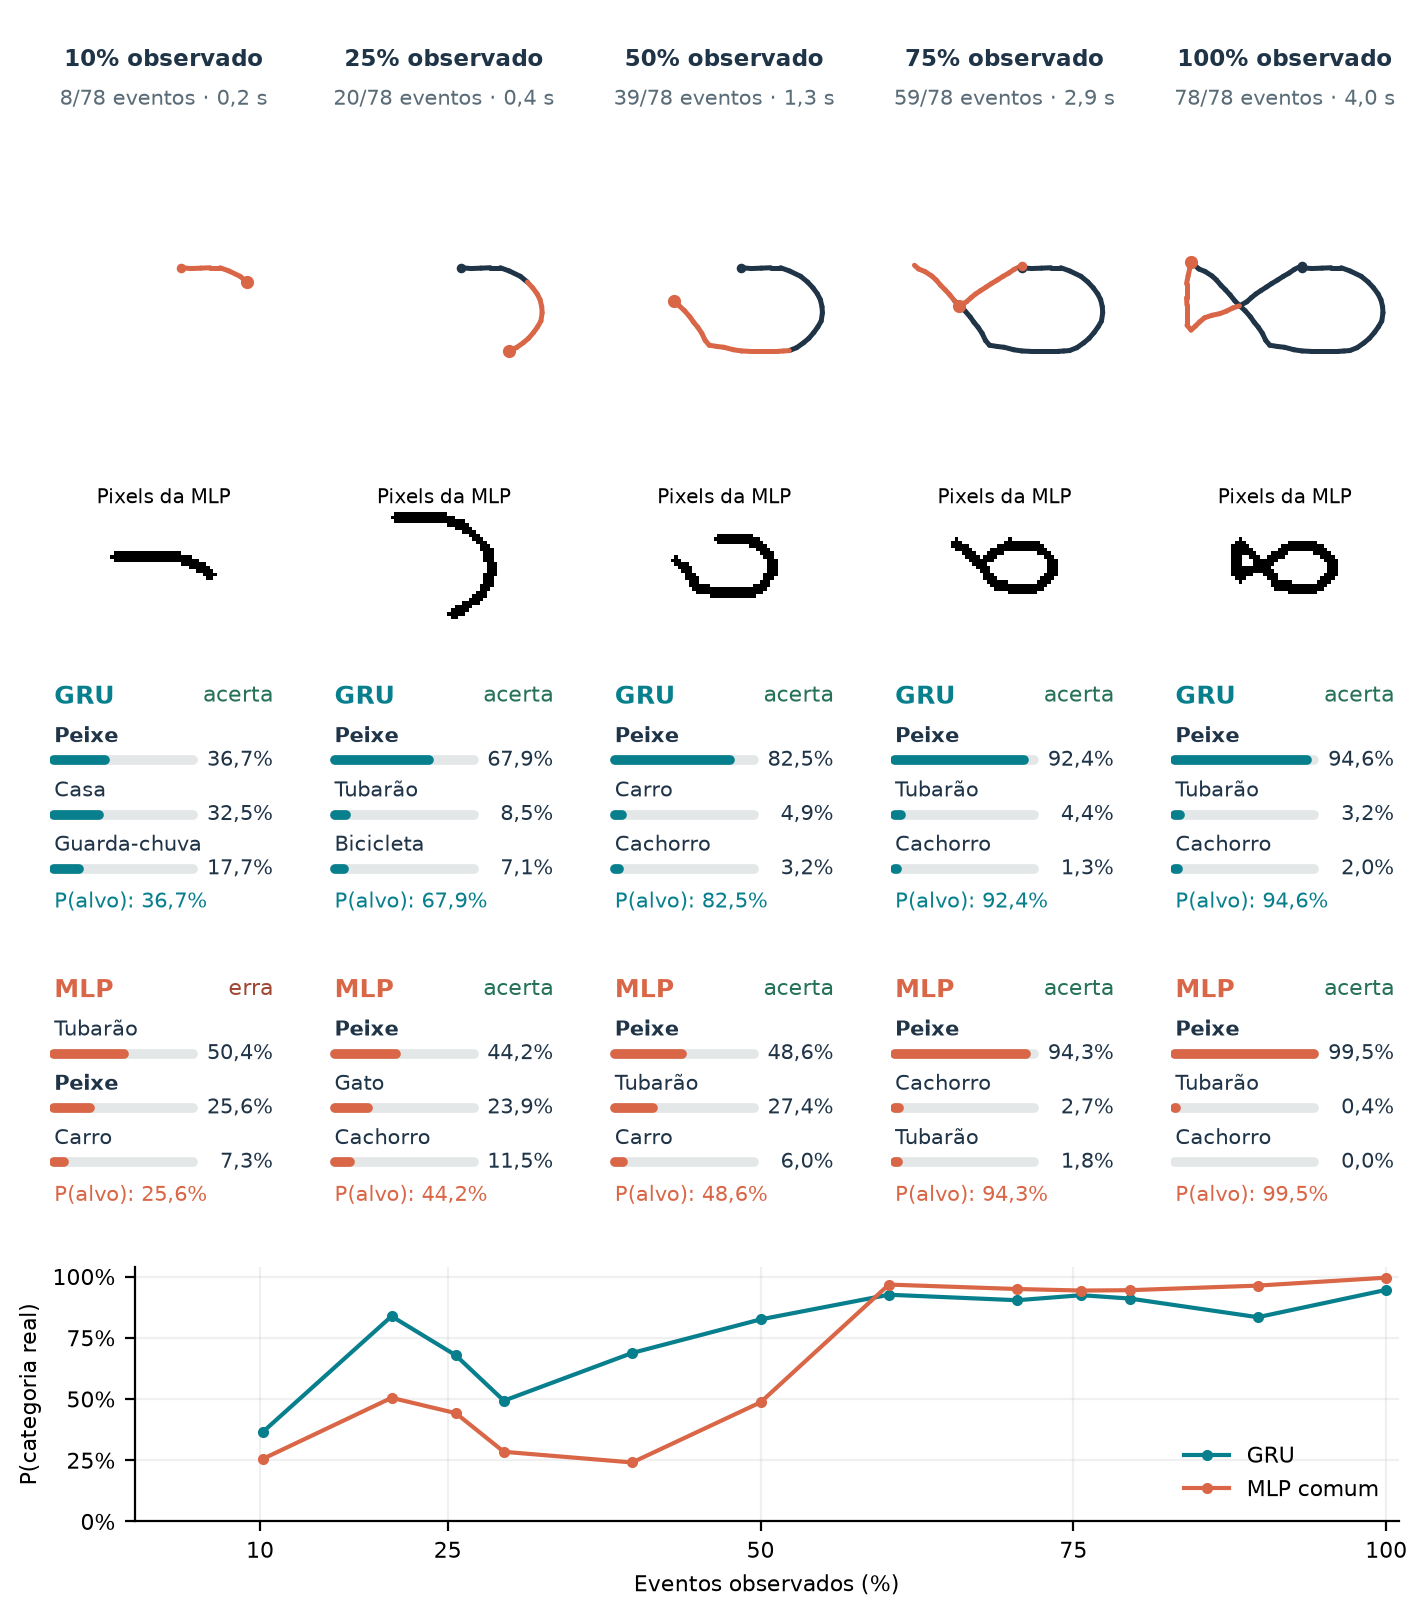 10% observado
8/78 eventos · 0,2 s
25% observado
20/78 eventos · 0,4 s
50% observado
39/78 eventos · 1,3 s
75% observado
59/78 eventos · 2,9 s
100% observado
78/78 eventos · 4,0 s
Pixels da MLP
Pixels da MLP
Pixels da MLP
Pixels da MLP
Pixels da MLP
GRU acerta
Peixe
36,7%
Casa
32,5%
Guarda-chuva
17,7%
P(alvo): 36,7%
GRU acerta
Peixe
67,9%
Tubarão
8,5%
Bicicleta
7,1%
P(alvo): 67,9%
GRU acerta
Peixe
82,5%
Carro
4,9%
Cachorro
3,2%
P(alvo): 82,5%
GRU acerta
Peixe
92,4%
Tubarão
4,4%
Cachorro
1,3%
P(alvo): 92,4%
GRU acerta
Peixe
94,6%
Tubarão
3,2%
Cachorro
2,0%
P(alvo): 94,6%
MLP erra
Tubarão
50,4%
Peixe
25,6%
Carro
7,3%
P(alvo): 25,6%
MLP acerta
Peixe
44,2%
Gato
23,9%
Cachorro
11,5%
P(alvo): 44,2%
MLP acerta
Peixe
48,6%
Tubarão
27,4%
Carro
6,0%
P(alvo): 48,6%
MLP acerta
Peixe
94,3%
Cachorro
2,7%
Tubarão
1,8%
P(alvo): 94,3%
MLP acerta
Peixe
99,5%
Tubarão
0,4%
Cachorro
0,0%
P(alvo): 99,5%
P(categoria real)
100%
75%
50%
25%
0%
GRU
MLP comum
10
25
50
75
100
Eventos observados (%)